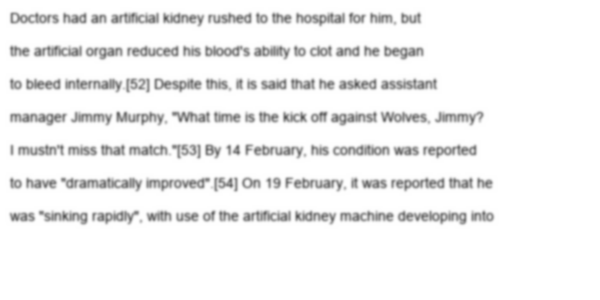 Doctors had an artificial kidney rushed to the hospital for him, but
the artificial organ reduced his blood's ability to clot and he began
to bleed internally.[52] Despite this, it is said that he asked assistant
manager Jimmy Murphy, "What time is the kick off against Wolves, Jimmy?
I mustn't miss that match."[53] By 14 February, his condition was reported
to have "dramatically improved".[54] On 19 February, it was reported that he
was "sinking rapidly", with use of the artificial kidney machine developing into